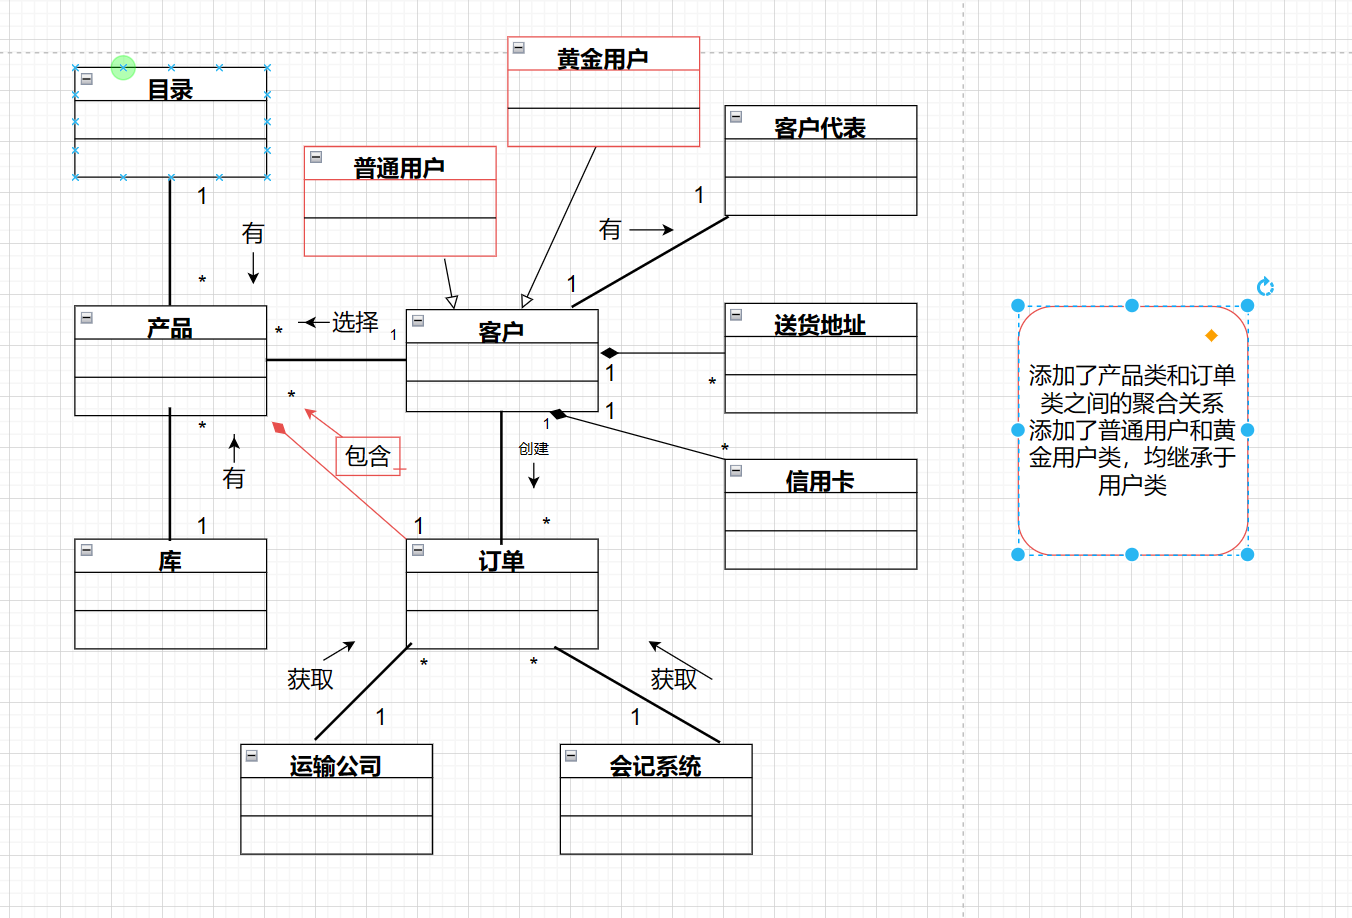 黄金用户
目录
客户代表
普通用户
1
1
有
有
*
1
产品
*
选择
1
客户
送货地址
1
*
添加了产品类和订单
类之间的聚合关系
添加了普通用户和黄
金用户类，均继承于
用户类
*
1
*
1
*
包含
创建
有
信用卡
1
1
*
库
订单
*
*
获取
获取
1
1
运输公司
会记系统